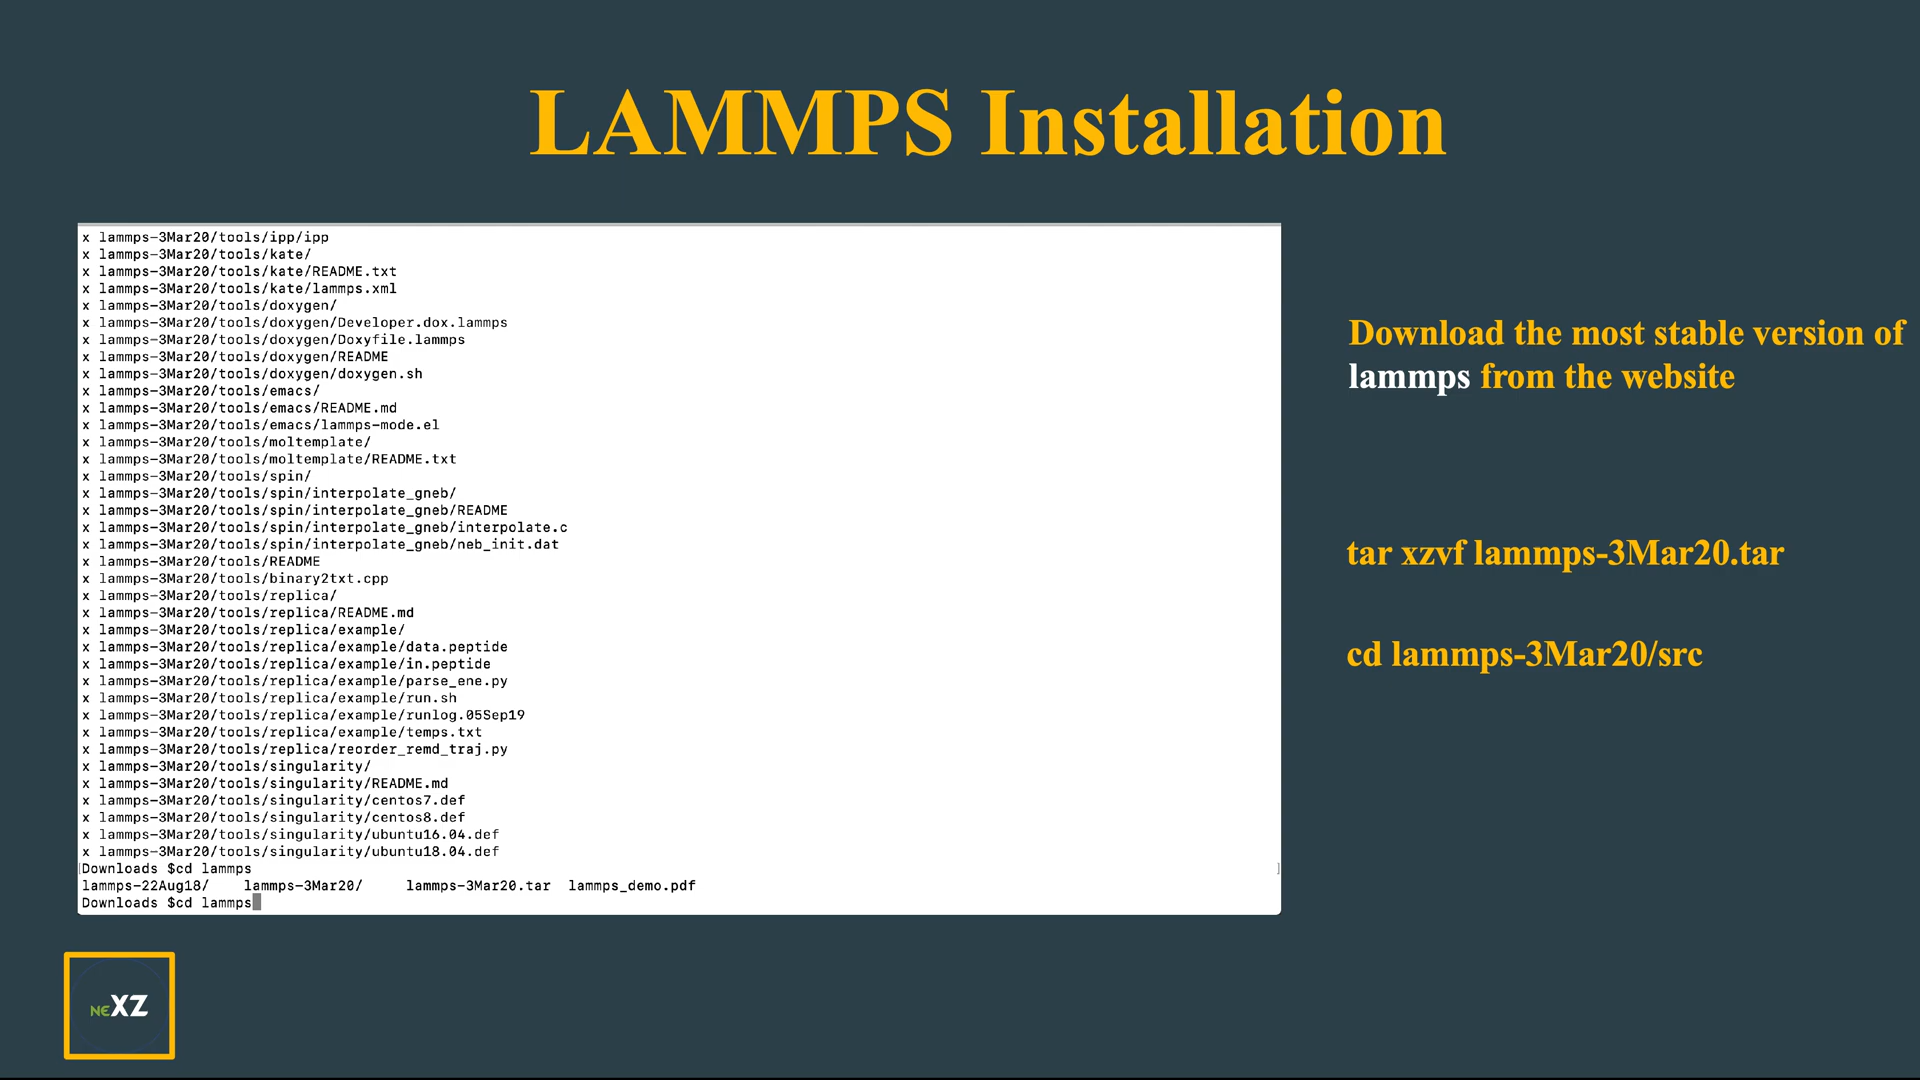 LAMMPS Installation
x lammps-3Mar20/tools/ipp/ipp
x lammps-3Mar20/tools/kate/
x lammps-3Mar20/tools/kate/README.txt
x lammps-3Mar20/tools/kate/lammps.xml
x lammps-3Mar20/tools/doxygen/
x lammps-3Mar20/tools/doxygen/Developer.dox.lammps
x lammps-3Mar20/tools/doxygen/Doxyfile.lammps
x lammps-3Mar20/tools/doxygen/README
x lammps-3Mar20/tools/doxygen/doxygen.sh
x lammps-3Mar20/tools/emacs/
x lammps-3Mar20/tools/emacs/README.md
x lammps-3Mar20/tools/emacs/lammps-mode.el
x lammps-3Mar20/tools/moltemplate/
x lammps-3Mar20/tools/moltemplate/README.txt
x lammps-3Mar20/tools/spin/
x lammps-3Mar20/tools/spin/interpolate_gneb/
x lammps-3Mar20/tools/spin/interpolate_gneb/README
x lammps-3Mar20/tools/spin/interpolate_gneb/interpolate.c
x lammps-3Mar20/tools/spin/interpolate_gneb/neb_init.dat
x lammps-3Mar20/tools/README
x lammps-3Mar20/tools/binary2txt.cpp
x lammps-3Mar20/tools/replica/
x lammps-3Mar20/tools/replica/README.md
x lammps-3Mar20/tools/replica/example/
x lammps-3Mar20/tools/replica/example/data.peptide
x lammps-3Mar20/tools/replica/example/in.peptide
x lammps-3Mar20/tools/replica/example/parse_ene.py
x lammps-3Mar20/tools/replica/example/run.sh
x lammps-3Mar20/tools/replica/example/runlog.05Sep19
x lammps-3Mar20/tools/replica/example/temps.txt
x lammps-3Mar20/tools/replica/reorder_remd_traj.py
x lammps-3Mar20/tools/singularity/
x lammps-3Mar20/tools/singularity/README.md
x lammps-3Mar20/tools/singularity/centos7.def
x lammps-3Mar20/tools/singularity/centos8.def
x lammps-3Mar20/tools/singularity/ubuntu16.04.def
x lammps-3Mar20/tools/singularity/ubuntu18.04.def
[Downloads $cd lammps ]
lammps-22Aug18/ lammps-3Mar20/ lammps-3Mar20.tar lammps_demo.pdf
Downloads $cd lammps
Download the most stable version of
lammps from the website
tar xzvf lammps-3Mar20.tar
cd lammps-3Mar20/src
NEXZ